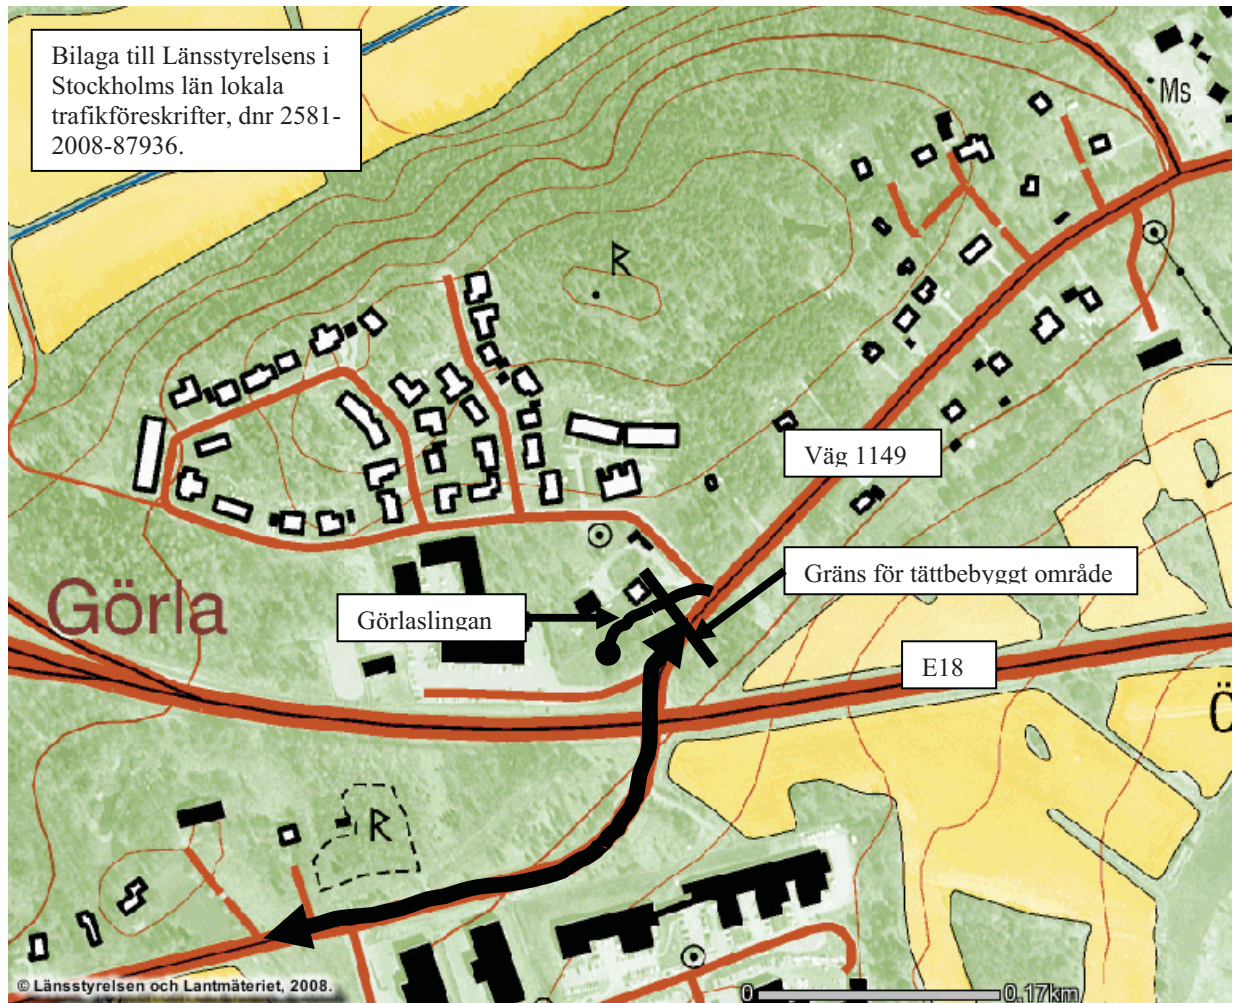 Bilaga till Länsstyrelsens i
Stockholms län lokala
trafikföreskrifter, dnr 2581-
2008-87936.
Ms
R
Väg 1149
Gräns för tättbebyggt område
Görla
Görlaslingan
E18
Ö
R
© Länsstyrelsen och Lantmäteriet, 2008.
0 0.17km